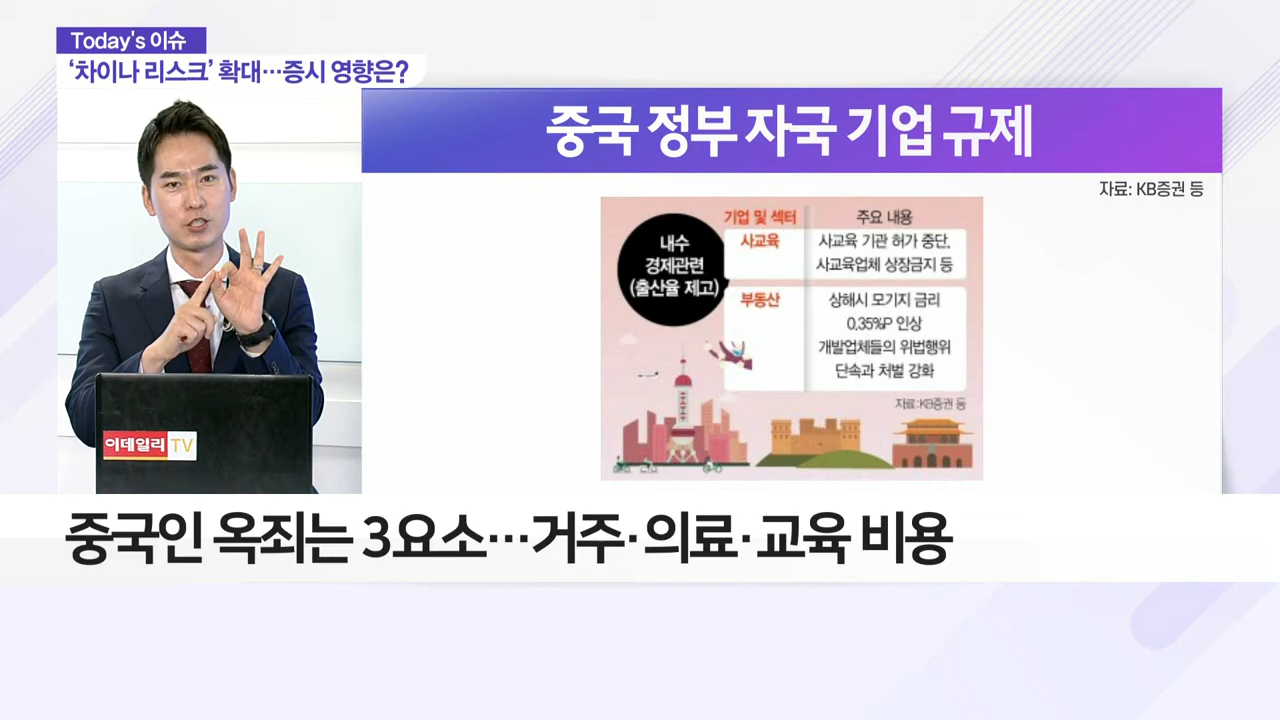 Today's 이슈
‘차이나 리스크’ 확대…증시 영향은?
중국 정부 자국 기업 규제
자료: KB증권 등
기업 및 섹터
주요 내용
내수
경제관련
(출산율 제고)
사교육
사교육 기관 허가 중단,
사교육업체 상장금지 등
부동산
상해시 모기지 금리
0.35%P 인상
개발업체들의 위법행위
단속과 처벌 강화
자료:KB증권 등
이데일리 TV
중국인 옥죄는 3요소…거주·의료·교육 비용